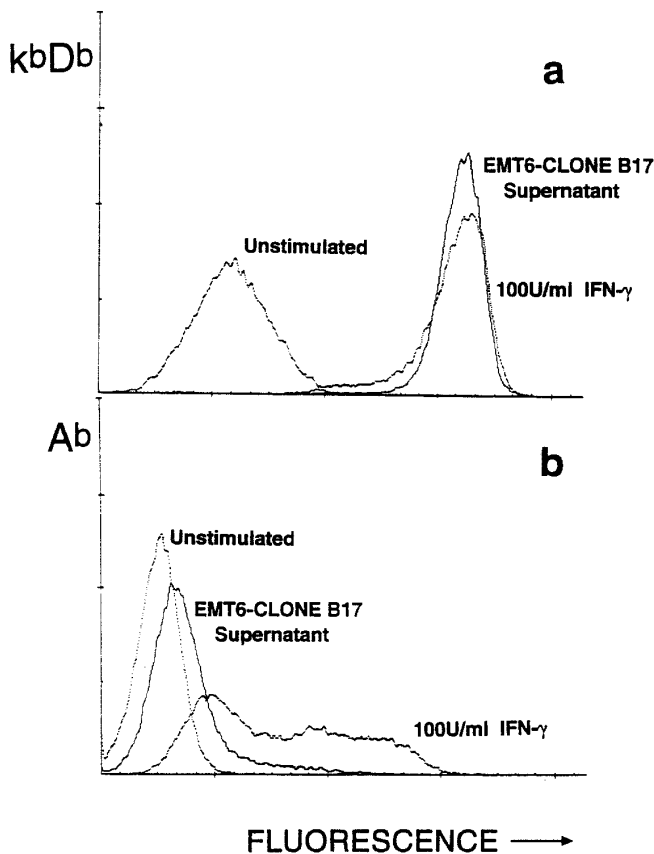 KbDb
a
EMT6-CLONE B17
Supernatant
Unstimulated
100U/ml IFN-γ
Ab
b
Unstimulated
EMT6-CLONE B17
Supernatant
100U/ml IFN-γ
FLUORESCENCE